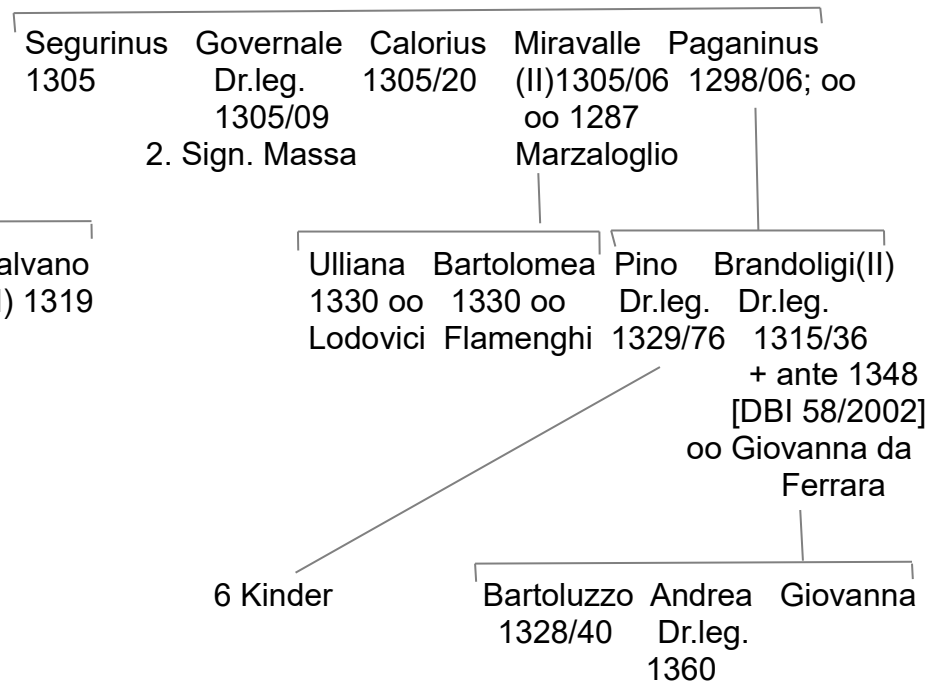 Segurinus Governale Calorius Miravalle Paganinus
1305 Dr.leg. 1305/20 (II)1305/06 1298/06; oo
1305/09 oo 1287
2. Sign. Massa Marzaloglio
alvano Ulliana Bartolomea Pino Brandoligi(II)
) 1319 1330 oo 1330 oo Dr.leg. Dr.leg.
Lodovici Flamenghi 1329/76 1315/36
+ ante 1348
[DBI 58/2002]
oo Giovanna da
Ferrara
6 Kinder Bartoluzzo Andrea Giovanna
1328/40 Dr.leg.
1360